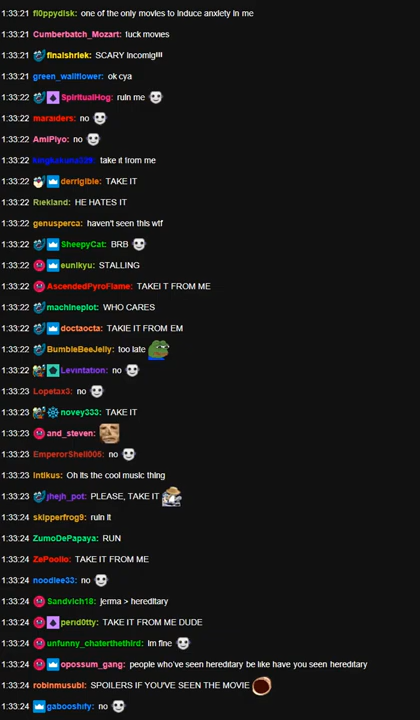 1:33:21 fl0ppydisk: one of the only movies to induce anxiety in me
1:33:21 Cumberbatch_Mozart: fuck movies
1:33:21 finalshriek: SCARY incomig!!!
1:33:21 green_wallflower: ok cya
1:33:22 SpiritualHog: ruin me
1:33:22 maraiders: no
1:33:22 AmiPiyo: no
1:33:22 take it from me
1:33:22 derrigible: TAKE IT
1:33:22 Riekland: HE HATES IT
1:33:22 genusperca: haven't seen this wtf
1:33:22 SheepyCat: BRB
1:33:22 eunikyu: STALLING
1:33:22 AscendedPyroFlame: TAKEI T FROM ME
1:33:22 machineplot: WHO CARES
1:33:22 doctaocta: TAKIE IT FROM EM
1:33:22 BumbleBeeJelly: too late
1:33:22 Levintation: no
1:33:23 Lopetax3: no
1:33:23 novey333: TAKE IT
1:33:23 and_steven:
1:33:23 EmperorShell005: no
1:33:23 Intikus: Oh its the cool music thing
1:33:23 jhejh_pot: PLEASE, TAKE IT
1:33:24 skipperfrog9: ruin it
1:33:24 ZumoDePapaya: RUN
1:33:24 ZePoolio: TAKE IT FROM ME
1:33:24 noodlee33: no
1:33:24 Sandvich18: jerma > hereditary
1:33:24 pend0tty: TAKE IT FROM ME DUDE
1:33:24 unfunny_chaterthethird: im fine
1:33:24 opossum_gang: people who've seen hereditary be like have you seen hereditary
1:33:24 robinmusubi: SPOILERS IF YOU'VE SEEN THE MOVIE
1:33:24 gabooshify: no